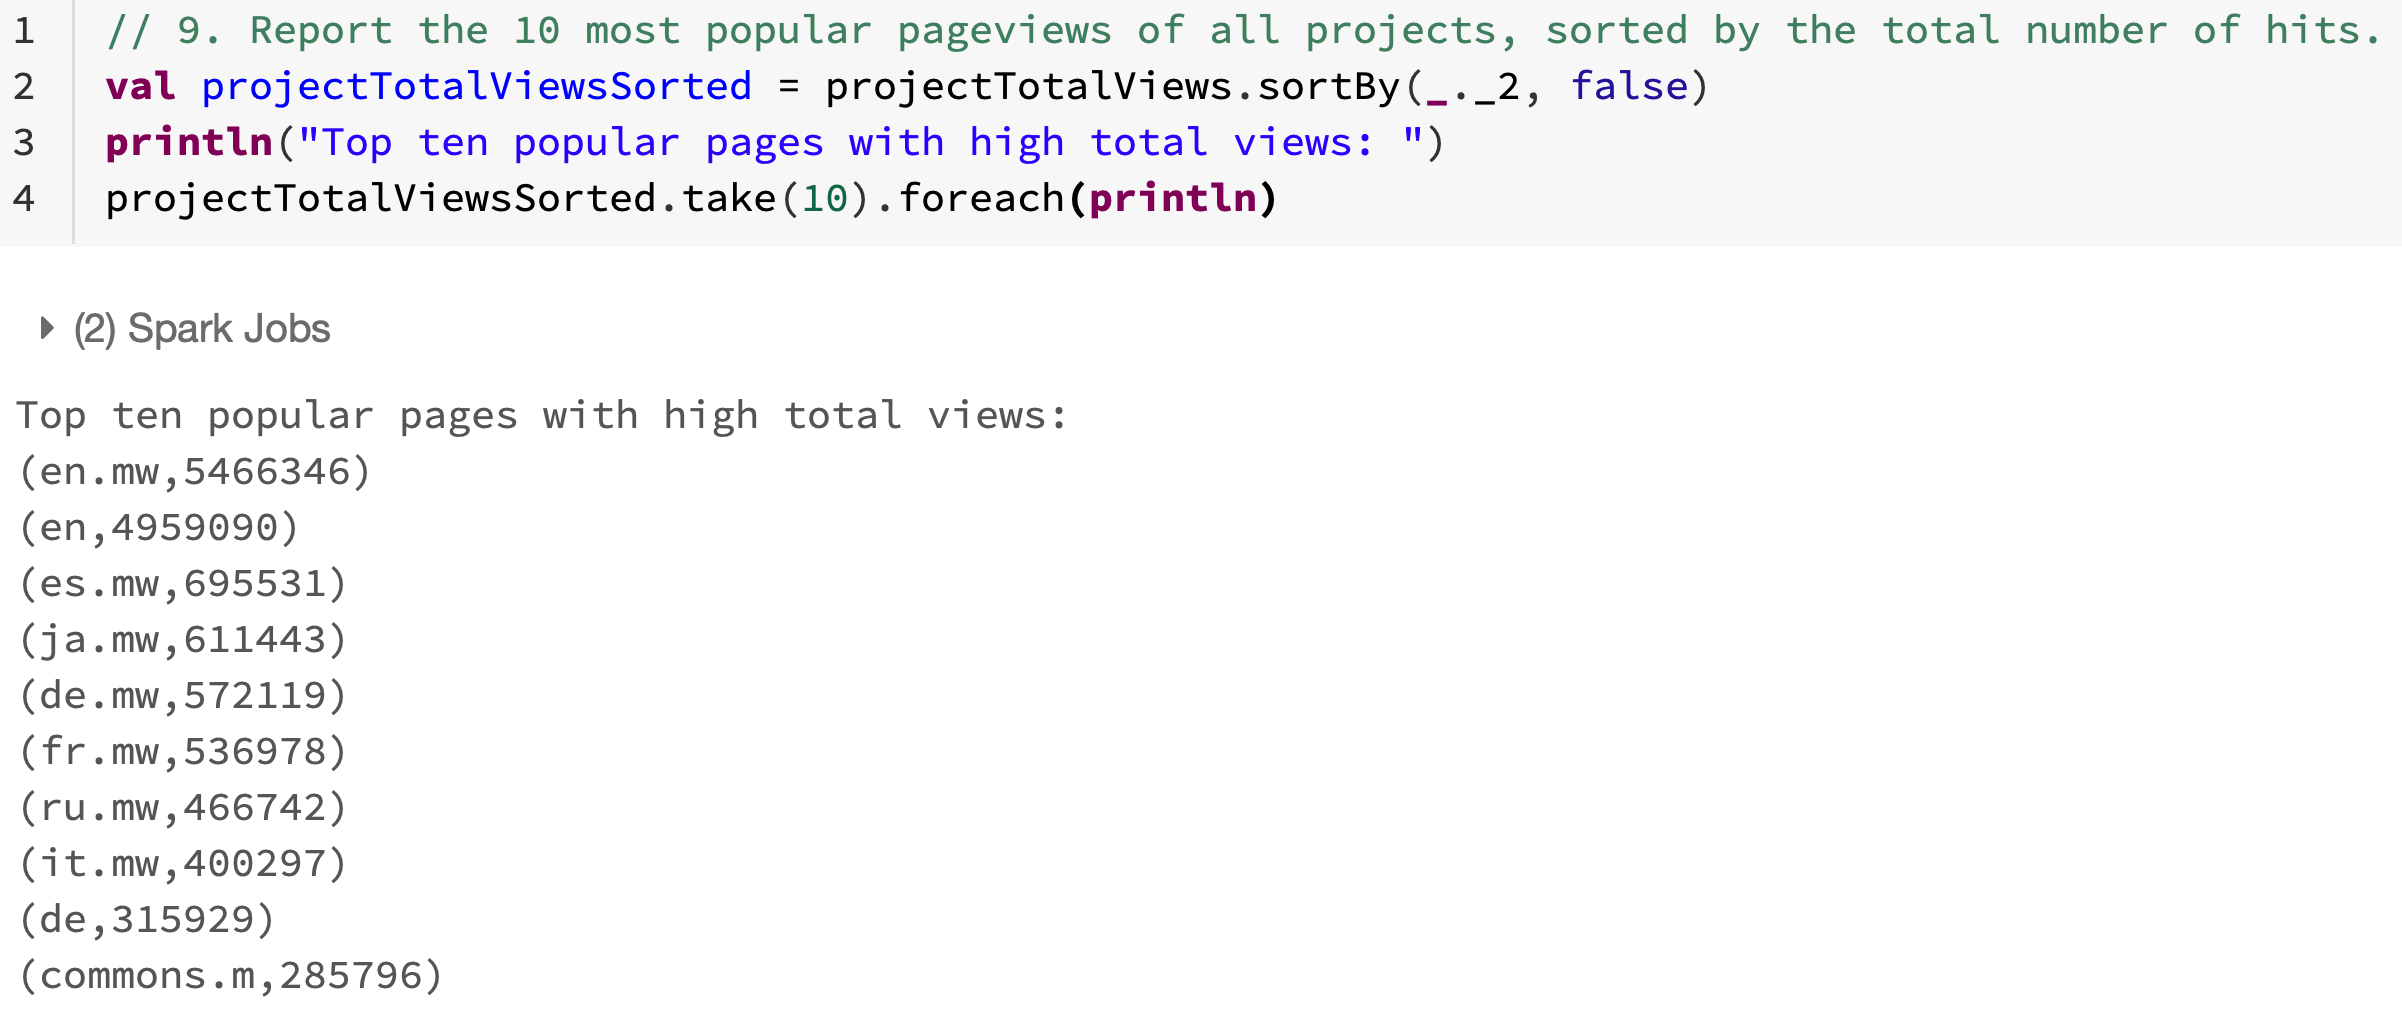 1 // 9. Report the 10 most popular pageviews of all projects, sorted by the total number of hits.
2 val projectTotalViewsSorted = projectTotalViews.sortBy(_._2, false)
3 println("Top ten popular pages with high total views: ")
4 projectTotalViewsSorted.take(10).foreach(println)
(2) Spark Jobs
Top ten popular pages with high total views:
(en.mw,5466346)
(en,4959090)
(es.mw,695531)
(ja.mw,611443)
(de.mw,572119)
(fr.mw,536978)
(ru.mw,466742)
(it.mw,400297)
(de,315929)
(commons.m,285796)